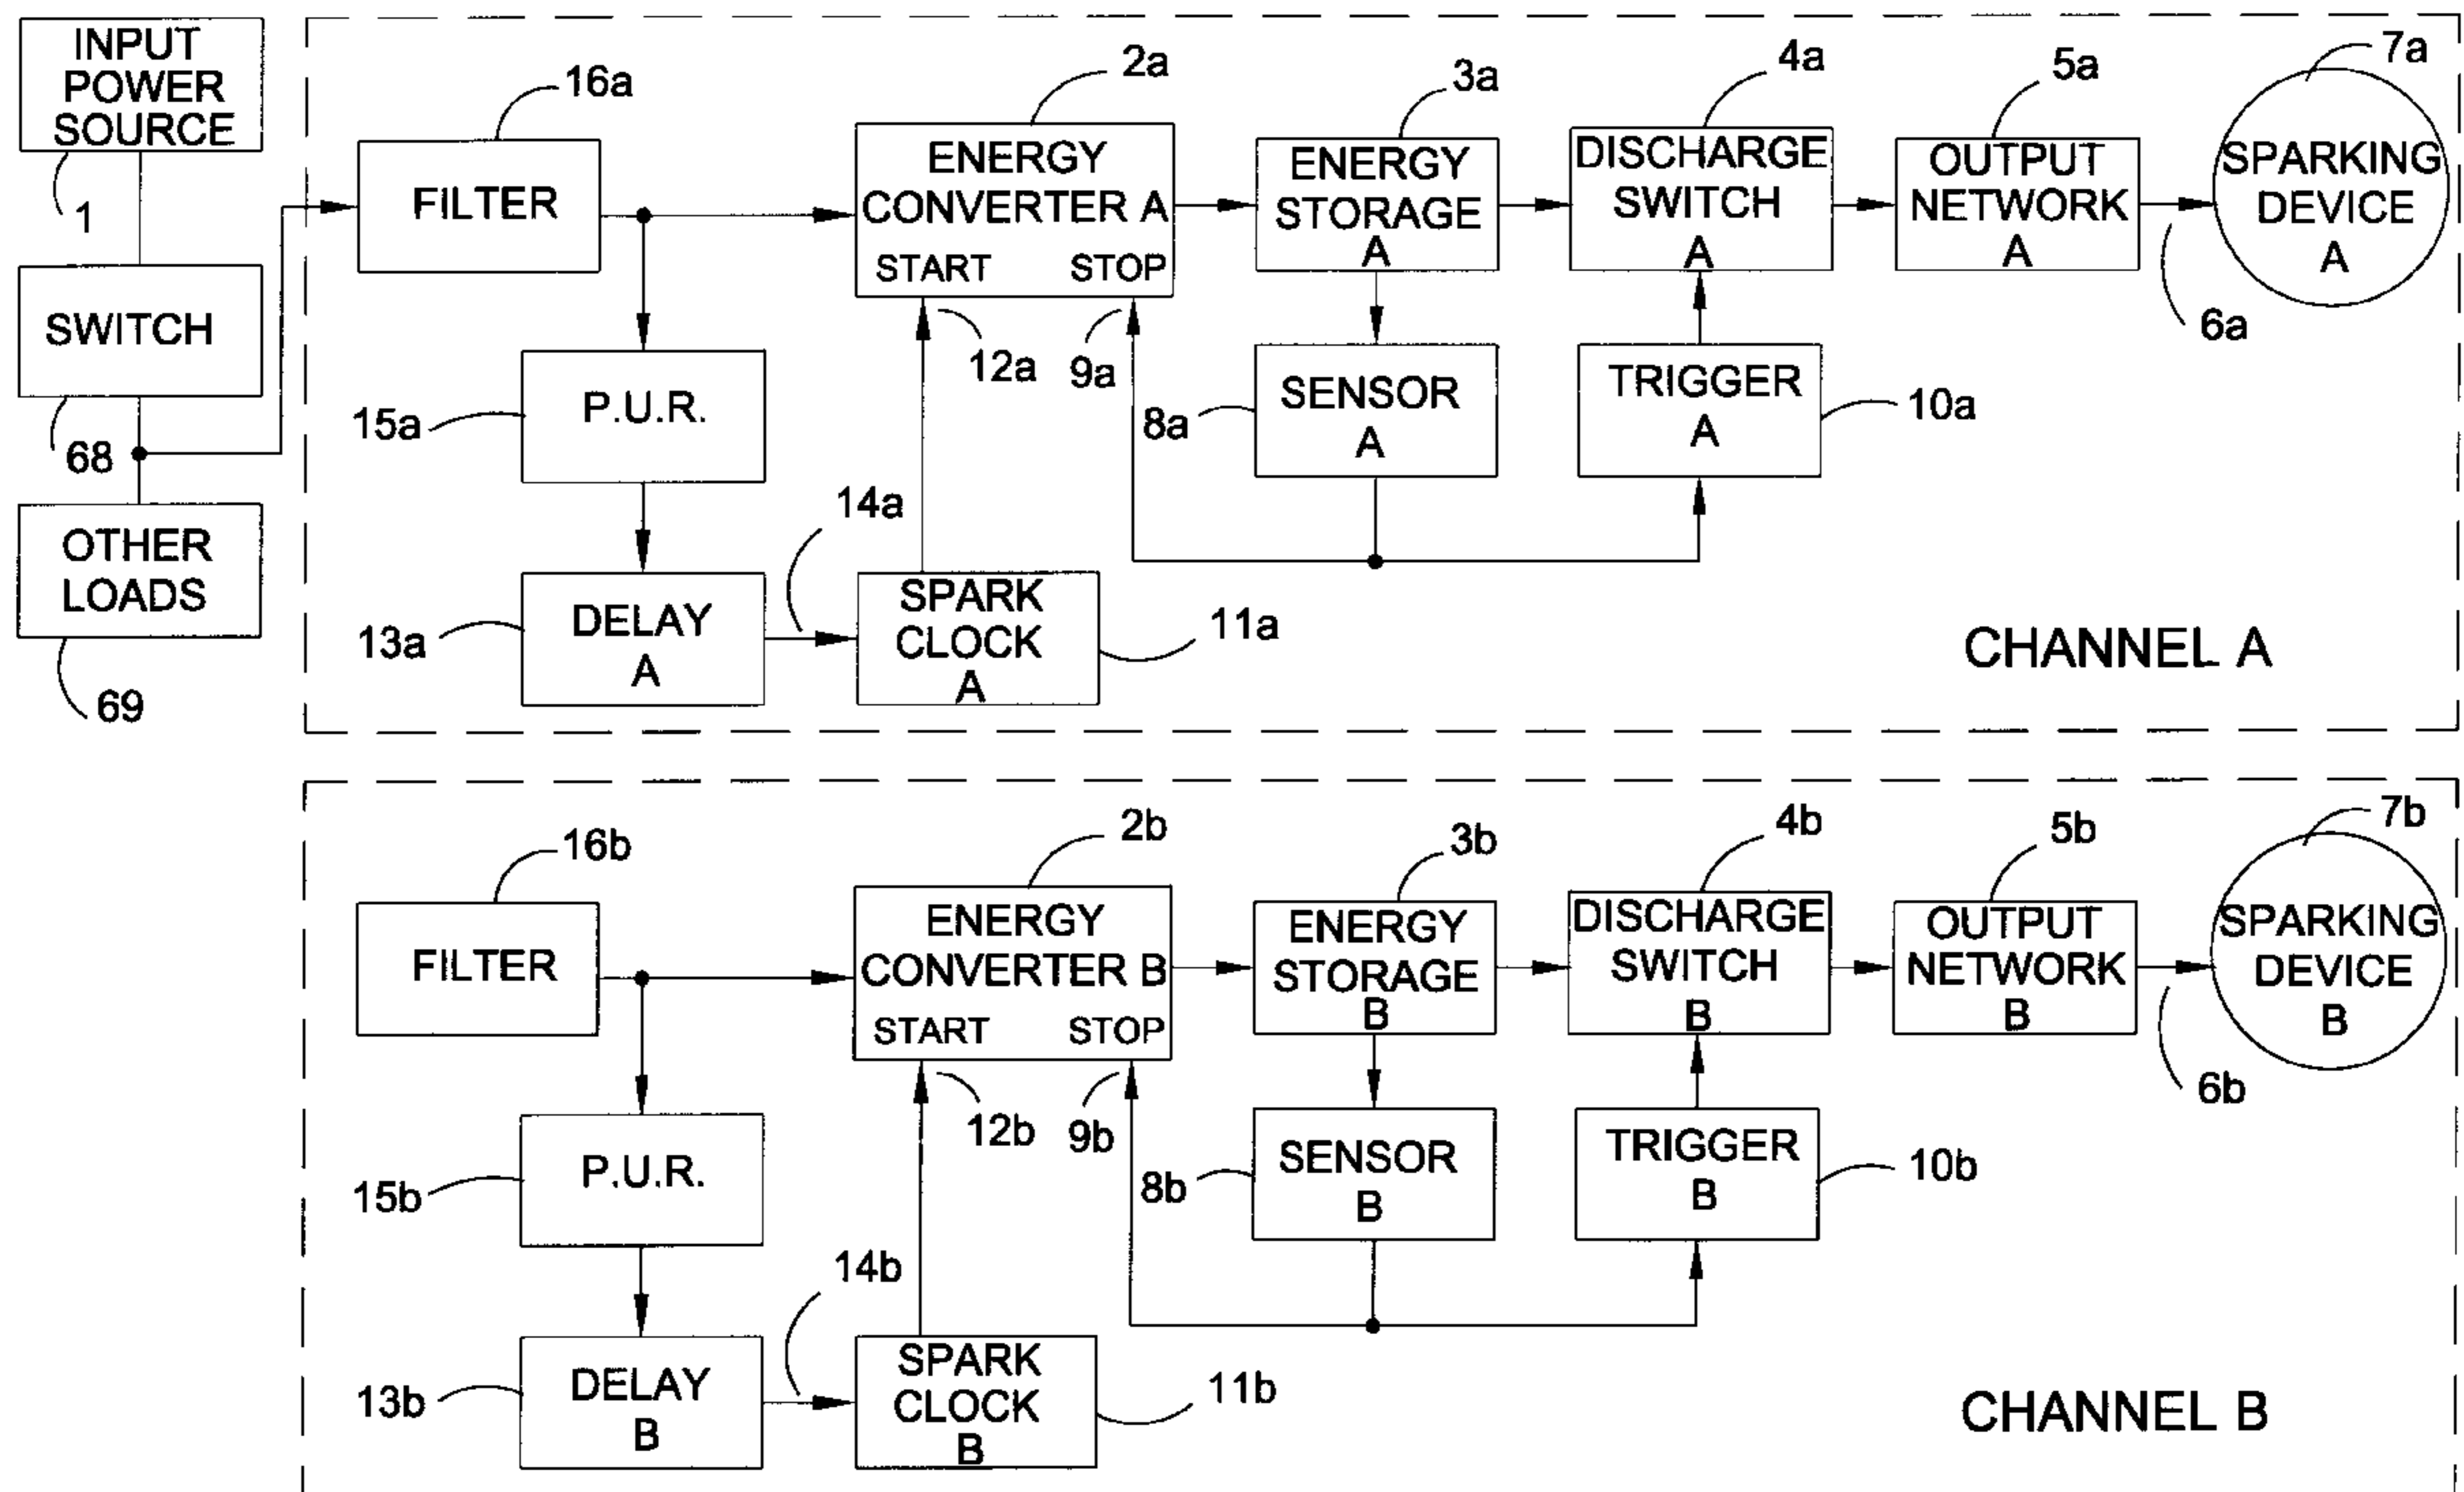 INPUT
POWER
SOURCE
1
SWITCH
68
OTHER
LOADS
69
16a
FILTER
2a
ENERGY
CONVERTER A
START STOP
12a
9a
3a
ENERGY
STORAGE
A
4a
DISCHARGE
SWITCH
A
5a
OUTPUT
NETWORK
A
6a
7a
SPARKING
DEVICE
A
15a
P.U.R.
8a
SENSOR
A
TRIGGER
A
10a
13a
DELAY
A
14a
SPARK
CLOCK
A
11a
CHANNEL A
16b
FILTER
2b
ENERGY
CONVERTER B
START STOP
12b
9b
3b
ENERGY
STORAGE
B
4b
DISCHARGE
SWITCH
B
5b
OUTPUT
NETWORK
B
6b
7b
SPARKING
DEVICE
B
15b
P.U.R.
8b
SENSOR
B
TRIGGER
B
10b
13b
DELAY
B
14b
SPARK
CLOCK
B
11b
CHANNEL B